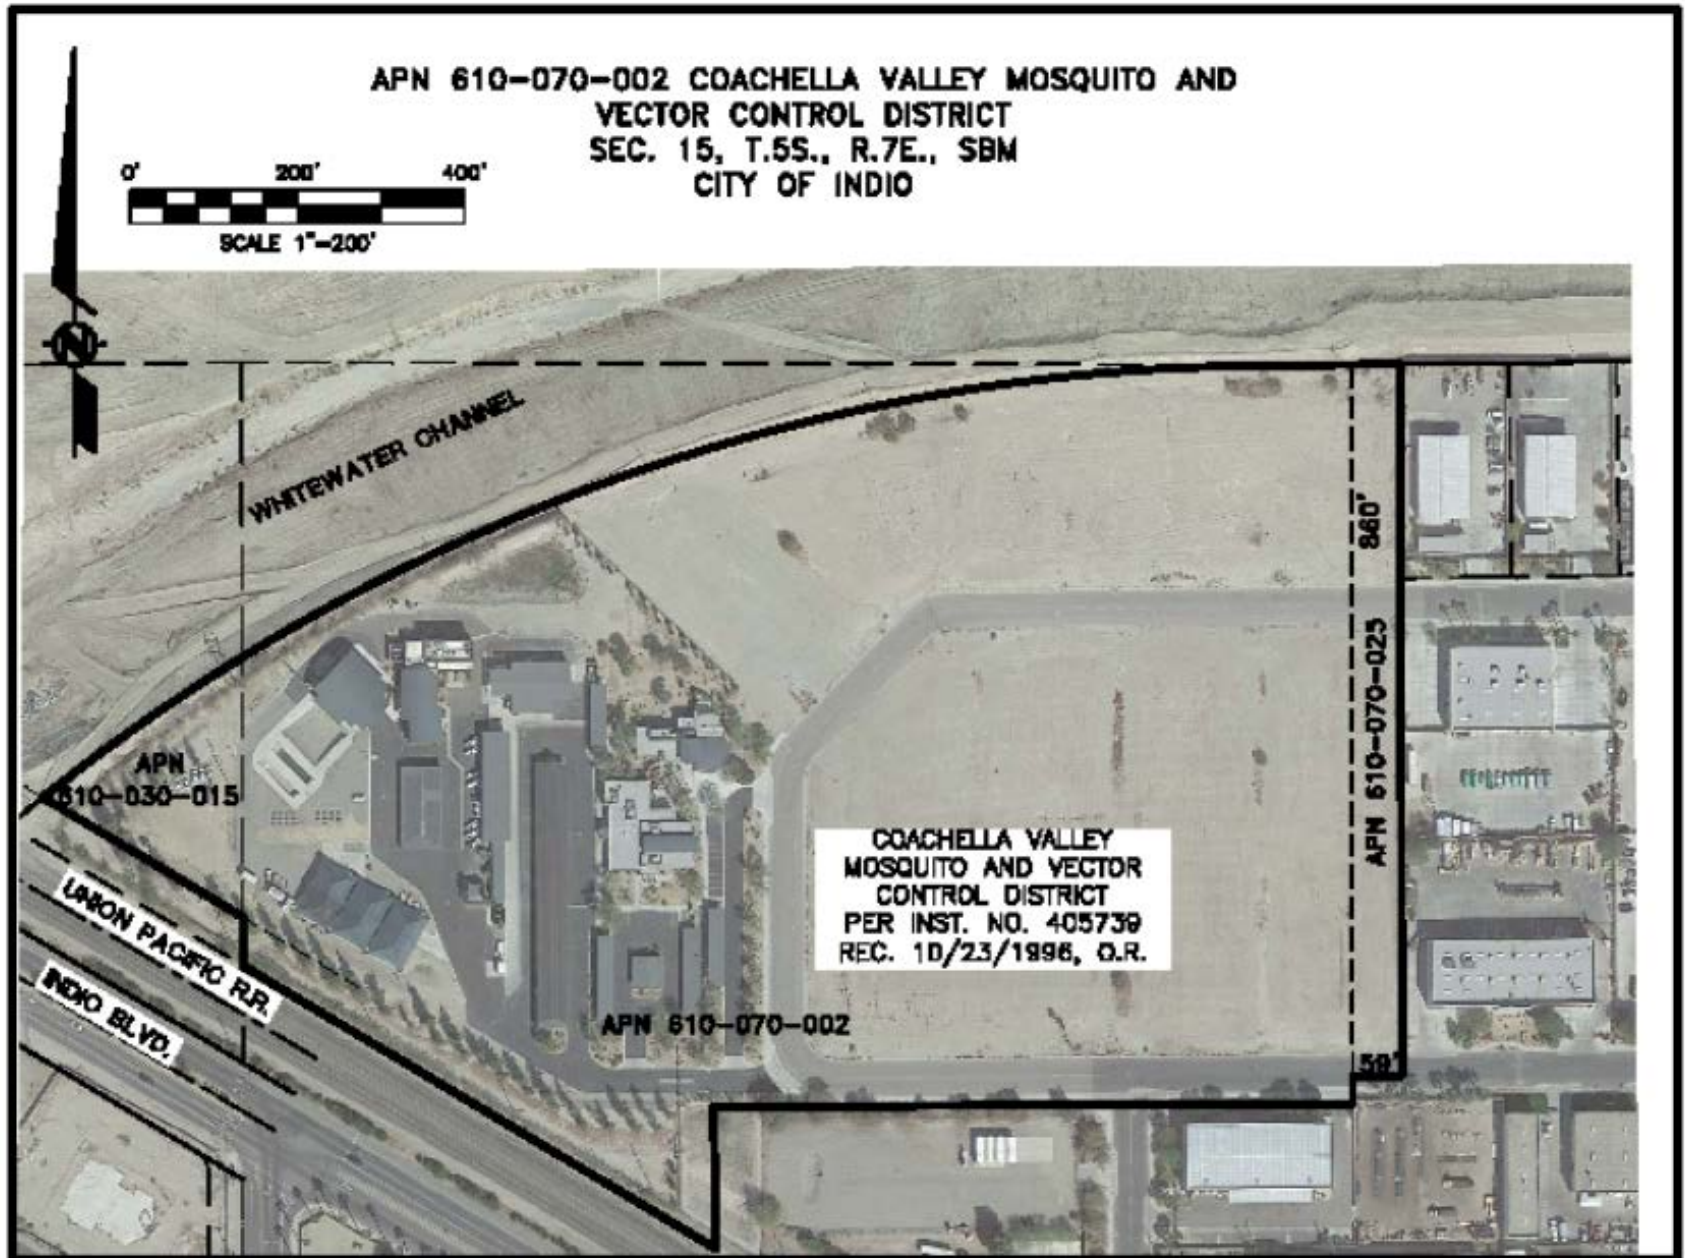 APN 610-070-002 COACHELLA VALLEY MOSQUITO AND
VECTOR CONTROL DISTRICT
SEC. 15, T.5S., R.7E., SBM
CITY OF INDIO
0' 200' 400'
SCALE 1"=200'
N
WHITEWATER CHANNEL
860'
APN 610-070-025
APN
610-030-015
COACHELLA VALLEY
MOSQUITO AND VECTOR
CONTROL DISTRICT
PER INST. NO. 405739
REC. 10/23/1996, O.R.
UNION PACIFIC R.R.
INDIO BLVD.
APN 610-070-002
59'